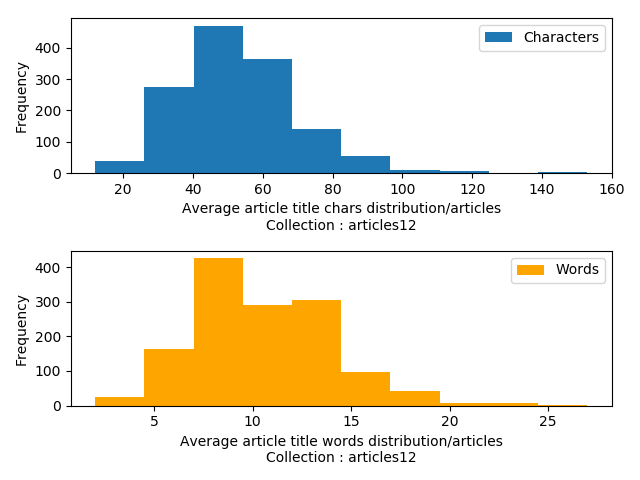 Characters
400
300
200
100
0
Frequency
20 40 60 80 100 120 140 160
Average article title chars distribution/articles
Collection : articles12
Words
400
300
200
100
0
Frequency
5 10 15 20 25
Average article title words distribution/articles
Collection : articles12